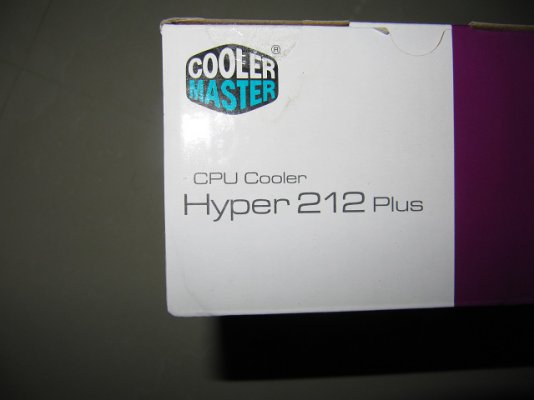 COOLER
MASTER
®
CPU Cooler
Hyper 212 Plus